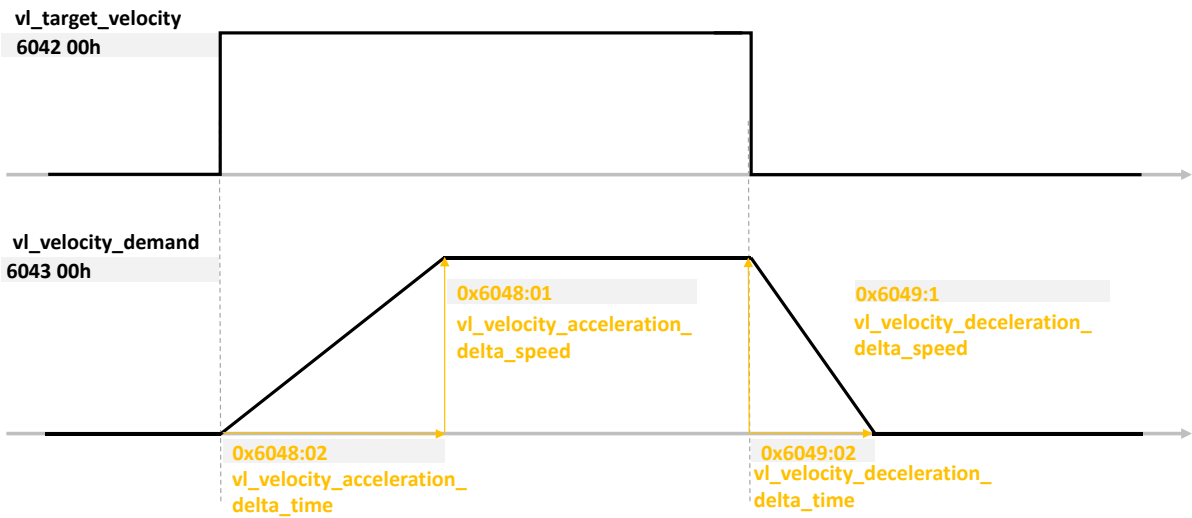 vl_target_velocity
6042 00h
vl_velocity_demand
6043 00h
0x6048:01
vl_velocity_acceleration_
delta_speed
0x6049:1
vl_velocity_deceleration_
delta_speed
0x6048:02
vl_velocity_acceleration_
delta_time
0x6049:02
vl_velocity_deceleration_
delta_time